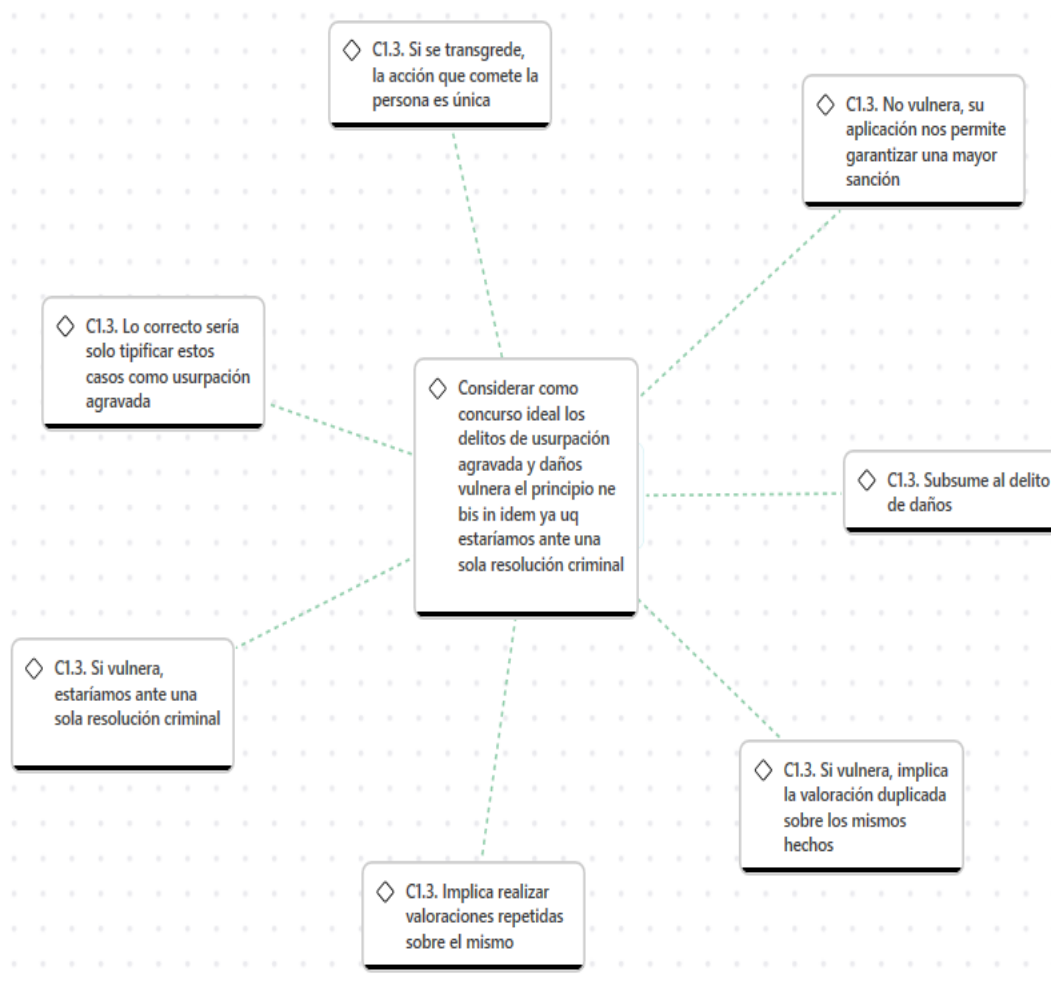 C1.3. Si se transgrede,
la acción que comete la
persona es única
C1.3. No vulnera, su
aplicación nos permite
garantizar una mayor
sanción
C1.3. Lo correcto sería
solo tipificar estos
casos como usurpación
agravada
Considerar como
concurso ideal los
delitos de usurpación
agravada y daños
vulnera el principio ne
bis in idem ya uq
estaríamos ante una
sola resolución criminal
C1.3. Subsume al delito
de daños
C1.3. Si vulnera,
estaríamos ante una
sola resolución criminal
C1.3. Si vulnera, implica
la valoración duplicada
sobre los mismos
hechos
C1.3. Implica realizar
valoraciones repetidas
sobre el mismo